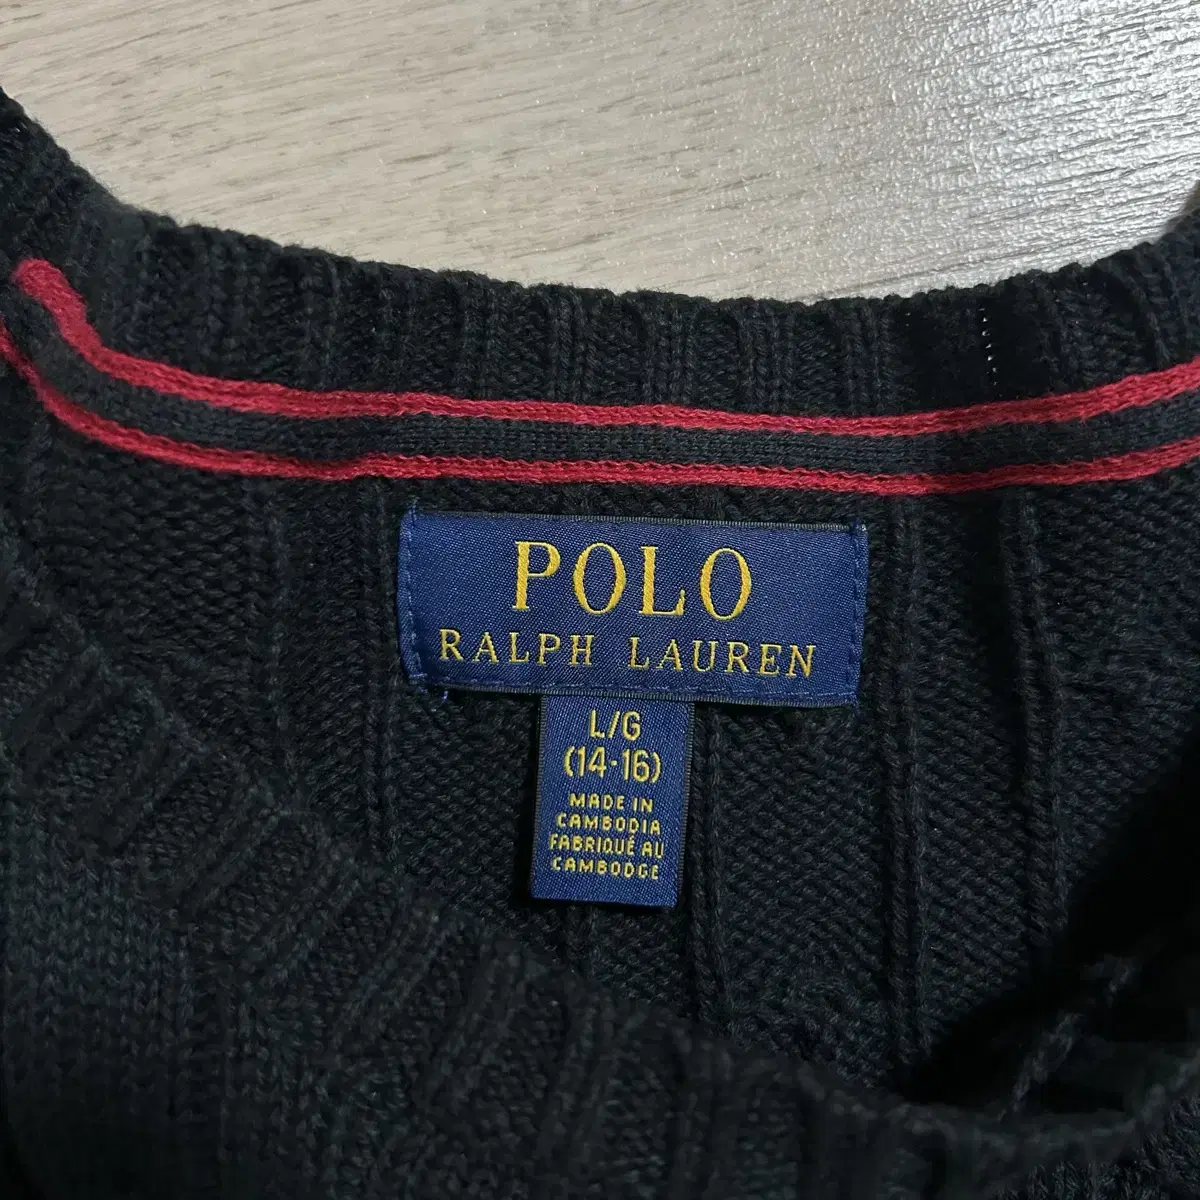 POLO
RALPH LAUREN
L/G
(14-16)
MADE IN
CAMBODIA
FABRIQUÉ AU
CAMBODGE